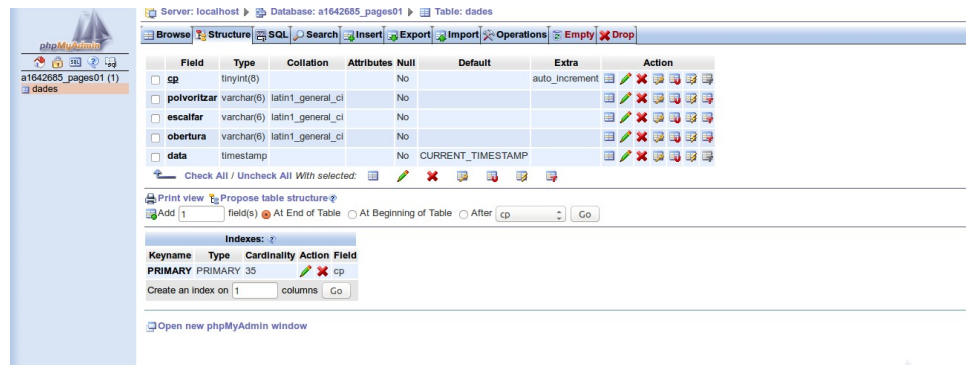 Server: localhost Database: a1642685_pages01 Table: dades
phpMyAdmin
a1642685_pages01 (1)
dades
Browse Structure SQL Search Insert Export Import Operations Empty Drop
Field Type Collation Attributes Null Default Extra Action
cp tinyint(8) No auto_increment
polvoritzar varchar(6) latin1_general_ci No
escalfar varchar(6) latin1_general_ci No
obertura varchar(6) latin1_general_ci No
data timestamp No CURRENT_TIMESTAMP
Check All / Uncheck All With selected:
Print view Propose table structure
Add 1 field(s) At End of Table At Beginning of Table After cp Go
Indexes:
Keyname Type Cardinality Action Field
PRIMARY PRIMARY 35 cp
Create an index on 1 columns Go
Open new phpMyAdmin window